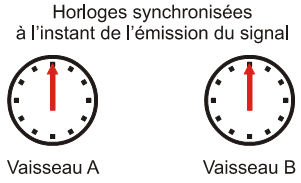 Horloges synchronisées
à l'instant de l'émission du signal
Vaisseau A
Vaisseau B